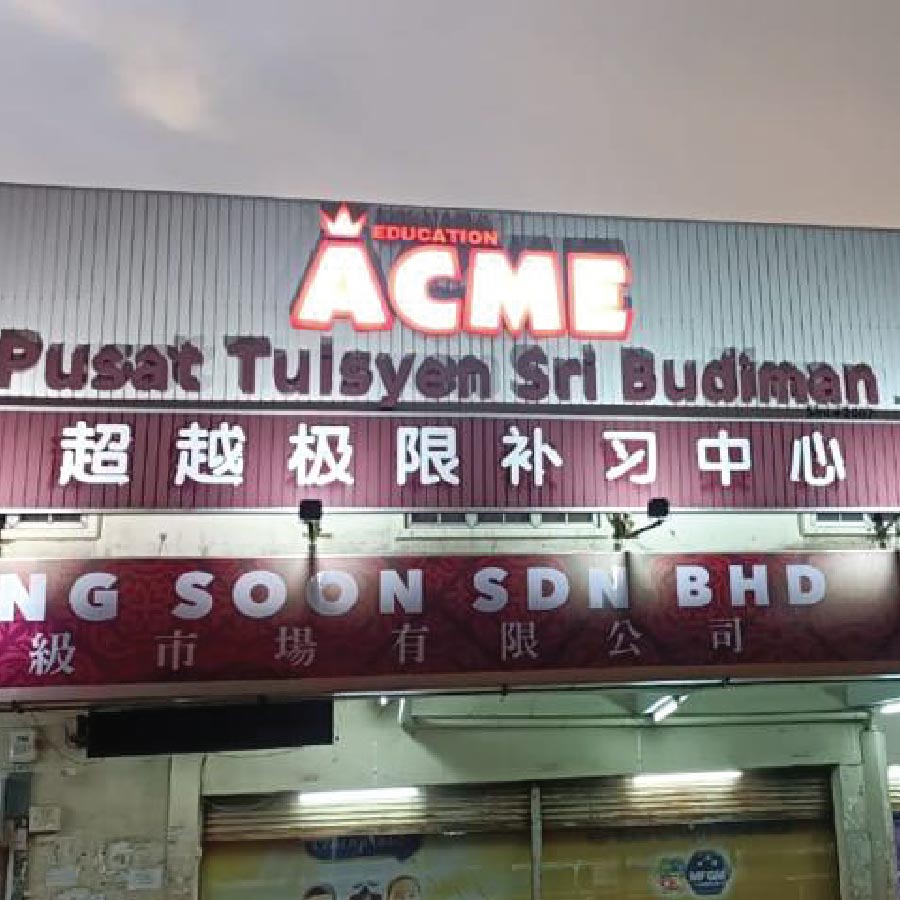 EDUCATION
ACME
Pusat Tuisyen Sri Budiman
超越极限补习中心
NG SOON SDN BHD
級市場有限公司
MFGM